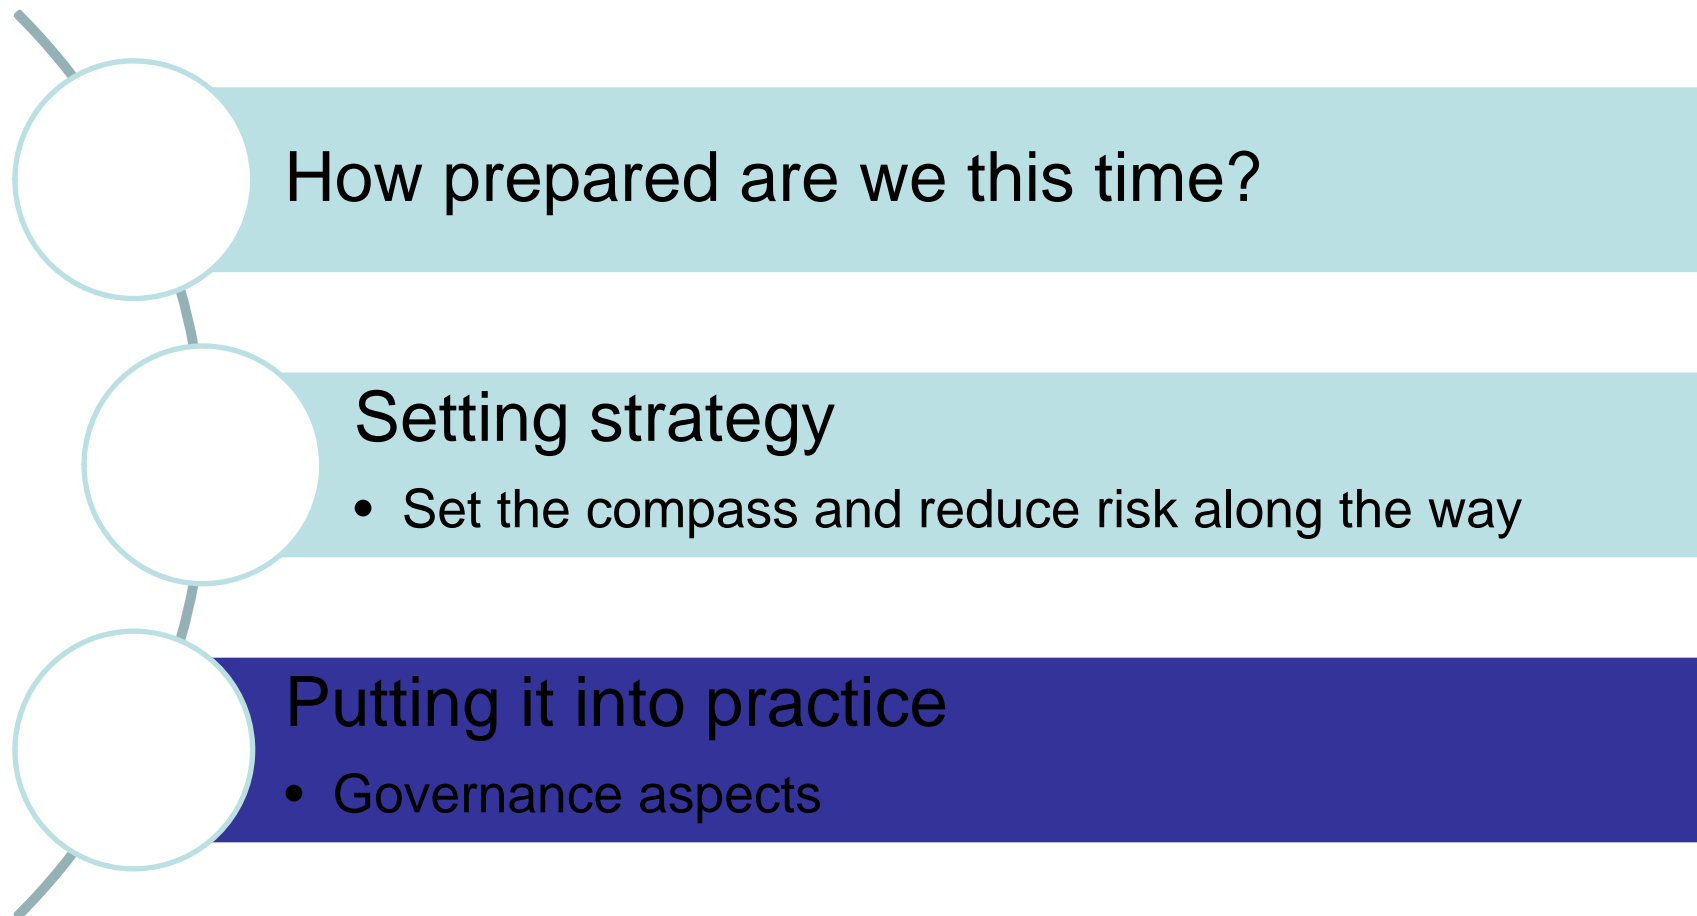 How prepared are we this time?
Setting strategy
• Set the compass and reduce risk along the way
Putting it into practice
• Governance aspects